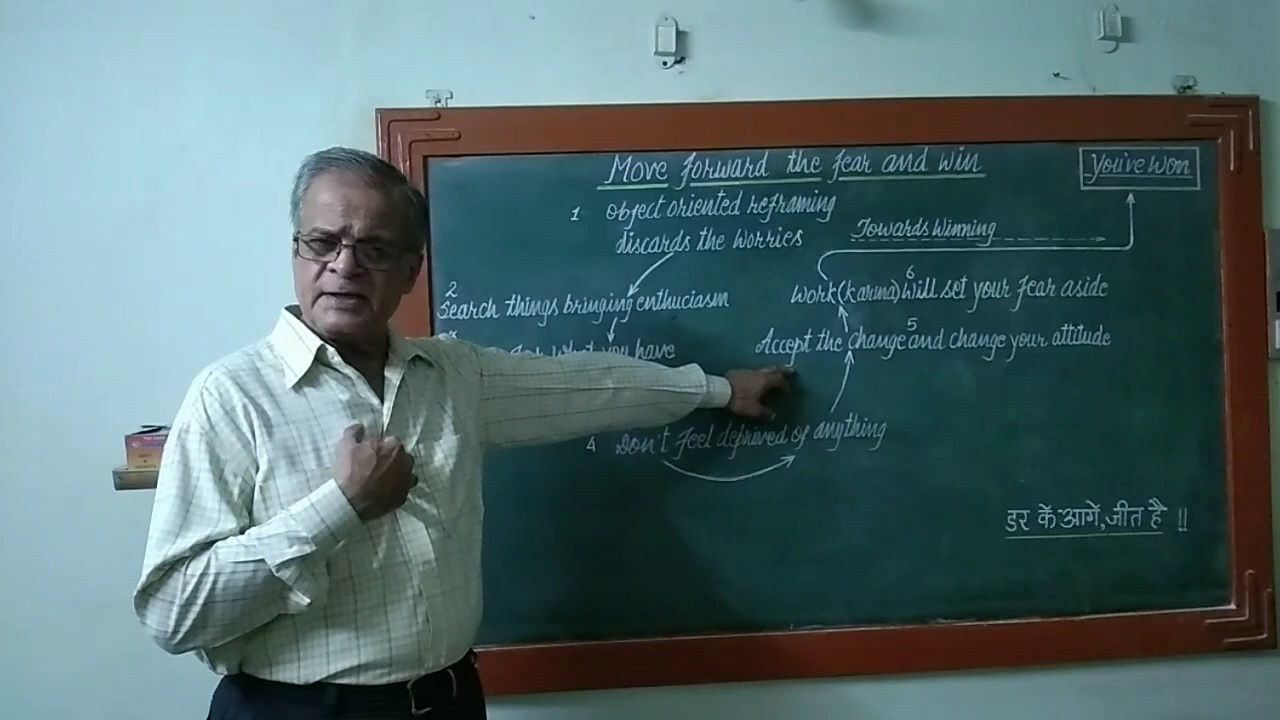 Move forward the fear and win
You've Won
1 object oriented reframing
discards the Worries
Towards Winning
2
Search things bringing enthuciasm
6
Work (karma) Will set your fear aside
what you have
5
Accept the change and change your attitude
4 Don't feel deprived of anything
डर के आगे, जीत है !!